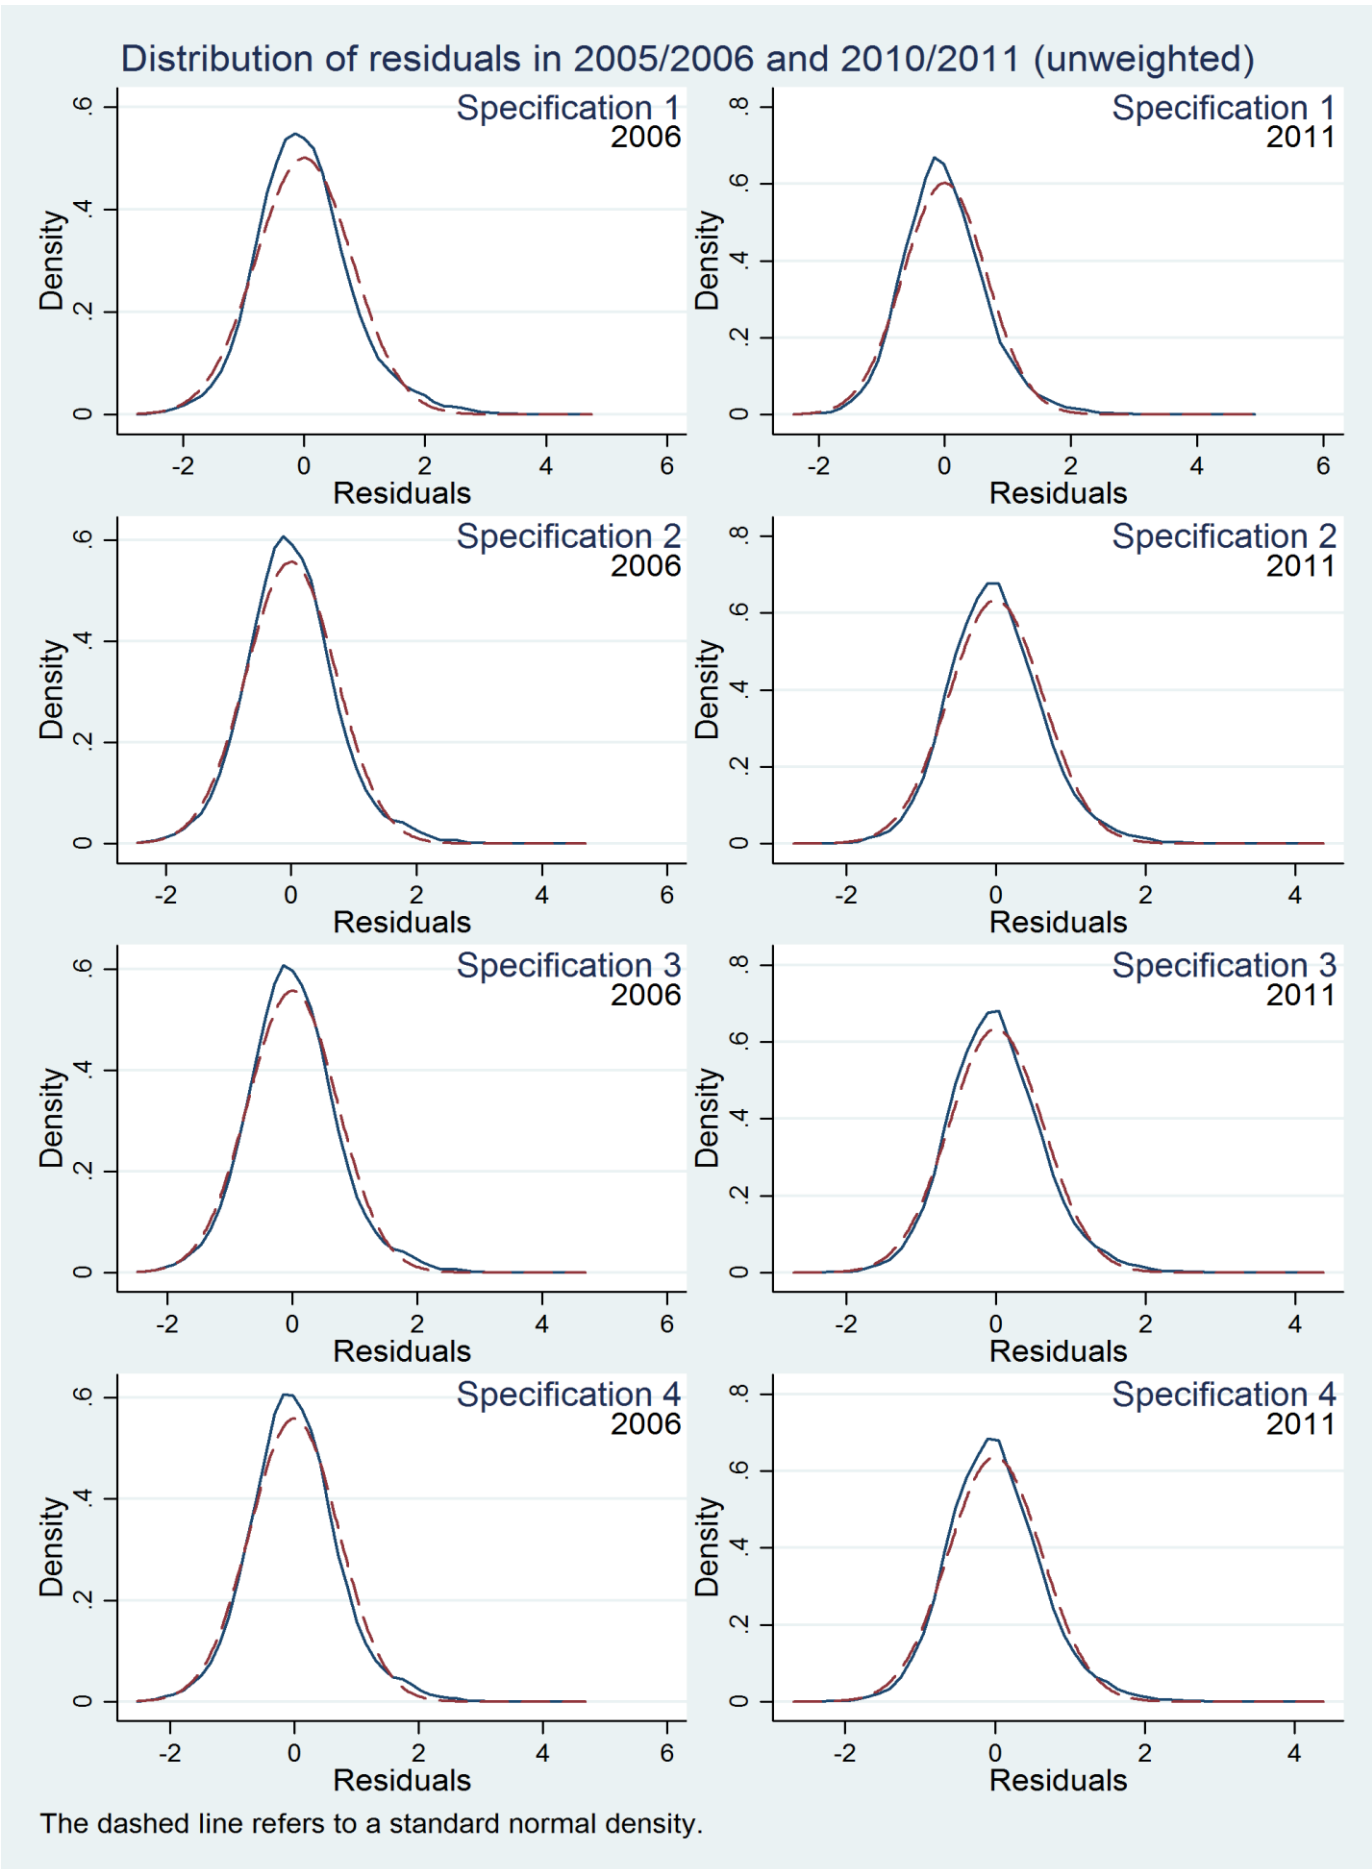 Distribution of residuals in 2005/2006 and 2010/2011 (unweighted)
Specification 1
2006
Density
0 .2 .4 .6
-2 0 2 4 6
Residuals
Specification 1
2011
Density
0 .2 .4 .6 .8
-2 0 2 4 6
Residuals
Specification 2
2006
Density
0 .2 .4 .6
-2 0 2 4 6
Residuals
Specification 2
2011
Density
0 .2 .4 .6 .8
-2 0 2 4
Residuals
Specification 3
2006
Density
0 .2 .4 .6
-2 0 2 4 6
Residuals
Specification 3
2011
Density
0 .2 .4 .6 .8
-2 0 2 4
Residuals
Specification 4
2006
Density
0 .2 .4 .6
-2 0 2 4 6
Residuals
Specification 4
2011
Density
0 .2 .4 .6 .8
-2 0 2 4
Residuals
The dashed line refers to a standard normal density.